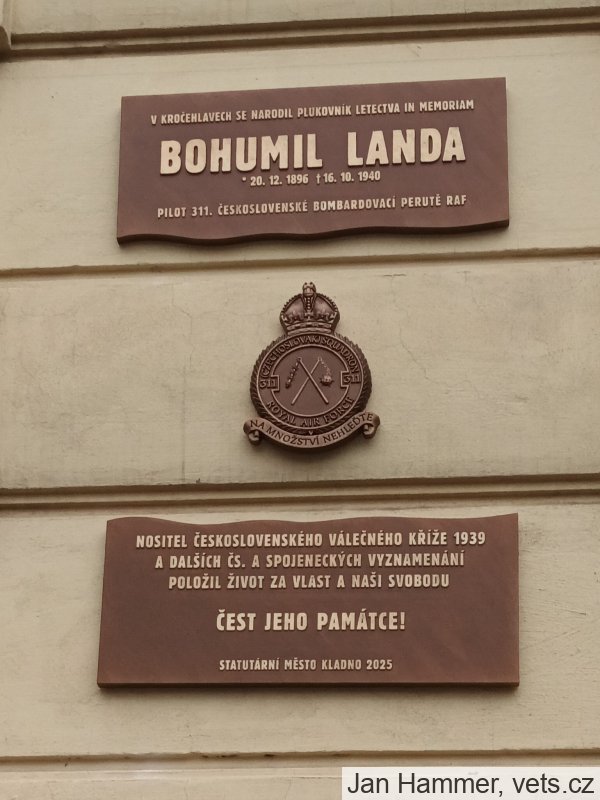 V KROČEHLAVECH SE NARODIL PLUKOVNÍK LETECTVA IN MEMORIAM
BOHUMIL LANDA
* 20. 12. 1896 † 16. 10. 1940
PILOT 311. ČESKOSLOVENSKÉ BOMBARDOVACÍ PERUTĚ RAF
CZECHOSLOVAK SQUADRON
311 311
ROYAL AIR FORCE
NA MNOŽSTVÍ NEHLEĎTE
NOSITEL ČESKOSLOVENSKÉHO VÁLEČNÉHO KŘÍŽE 1939
A DALŠÍCH ČS. A SPOJENECKÝCH VYZNAMENÁNÍ
POLOŽIL ŽIVOT ZA VLAST A NAŠI SVOBODU
ČEST JEHO PAMÁTCE!
STATUTÁRNÍ MĚSTO KLADNO 2025
Jan Hammer, vets.cz